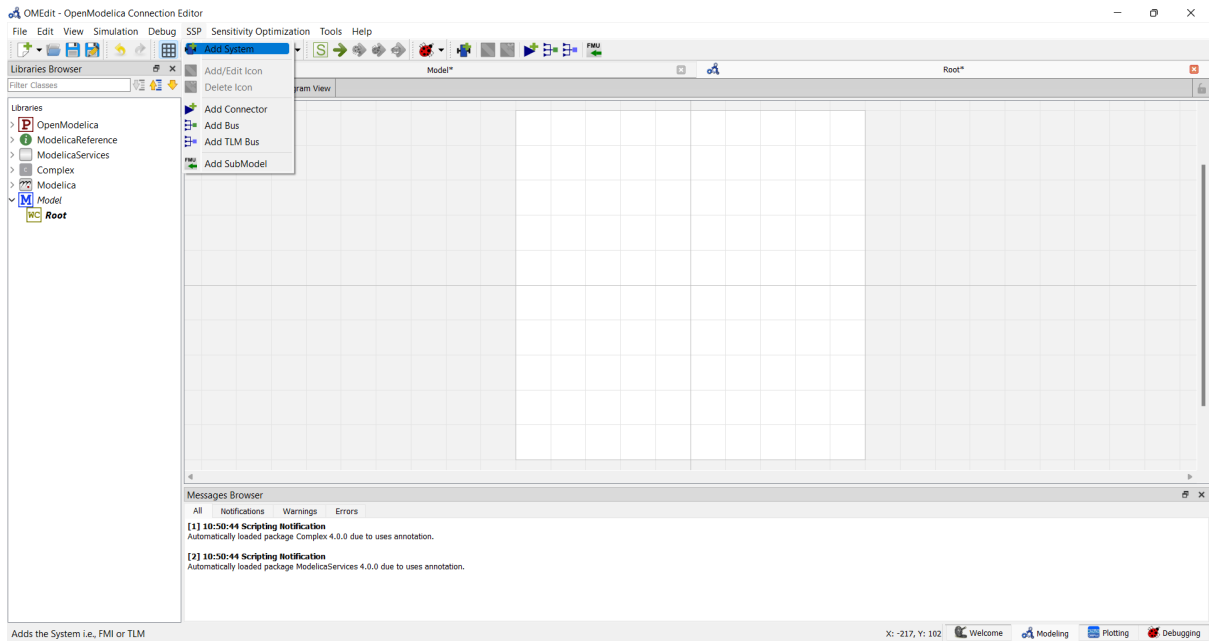 OMEdit - OpenModelica Connection Editor
File Edit View Simulation Debug SSP Sensitivity Optimization Tools Help
S
FMU
Libraries Browser
Filter Classes
Libraries
P OpenModelica
i ModelicaReference
ModelicaServices
C Complex
Modelica
M Model
WC Root
Add System
Add/Edit Icon
Delete Icon
Add Connector
Add Bus
Add TLM Bus
FMU Add SubModel
Model*
Root*
gram View
Messages Browser
All Notifications Warnings Errors
[1] 10:50:44 Scripting Notification
Automatically loaded package Complex 4.0.0 due to uses annotation.
[2] 10:50:44 Scripting Notification
Automatically loaded package ModelicaServices 4.0.0 due to uses annotation.
Adds the System i.e., FMI or TLM
X: -217, Y: 102 Welcome Modeling Plotting Debugging